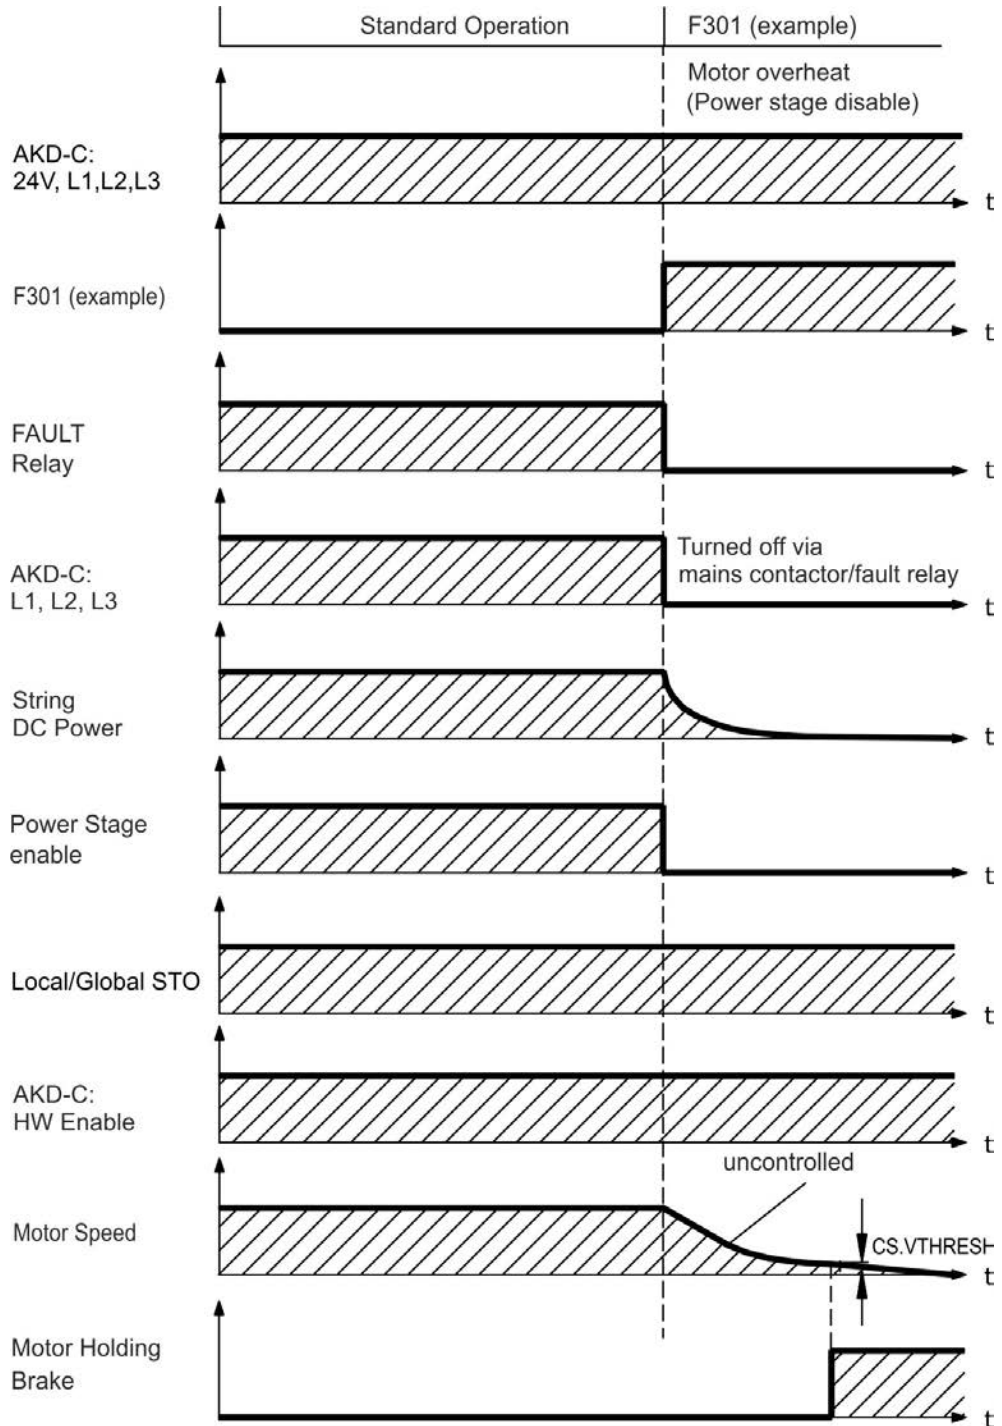 Standard Operation
F301 (example)
Motor overheat
(Power stage disable)
AKD-C:
24V, L1,L2,L3
t
F301 (example)
t
FAULT
Relay
t
AKD-C:
L1, L2, L3
Turned off via
mains contactor/fault relay
t
String
DC Power
t
Power Stage
enable
t
Local/Global STO
t
AKD-C:
HW Enable
t
uncontrolled
Motor Speed
CS.VTHRESH
t
Motor Holding
Brake
t